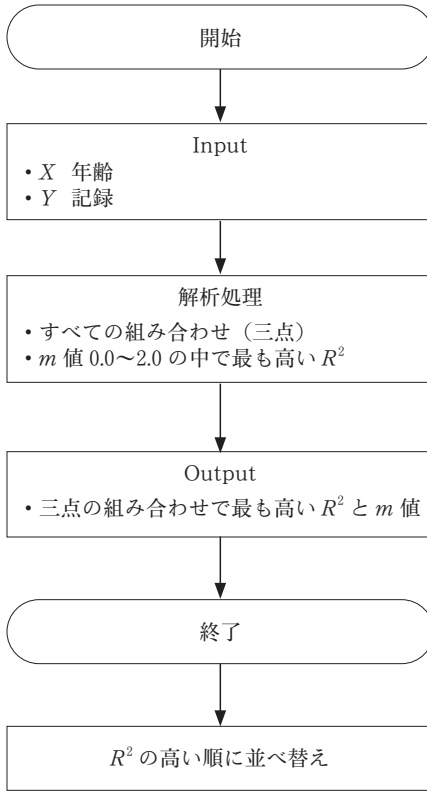 開始
Input
・X 年齢
・Y 記録
解析処理
・すべての組み合わせ（三点）
・m 値 0.0～2.0 の中で最も高い R²
Output
・三点の組み合わせで最も高い R² と m 値
終了
R² の高い順に並べ替え